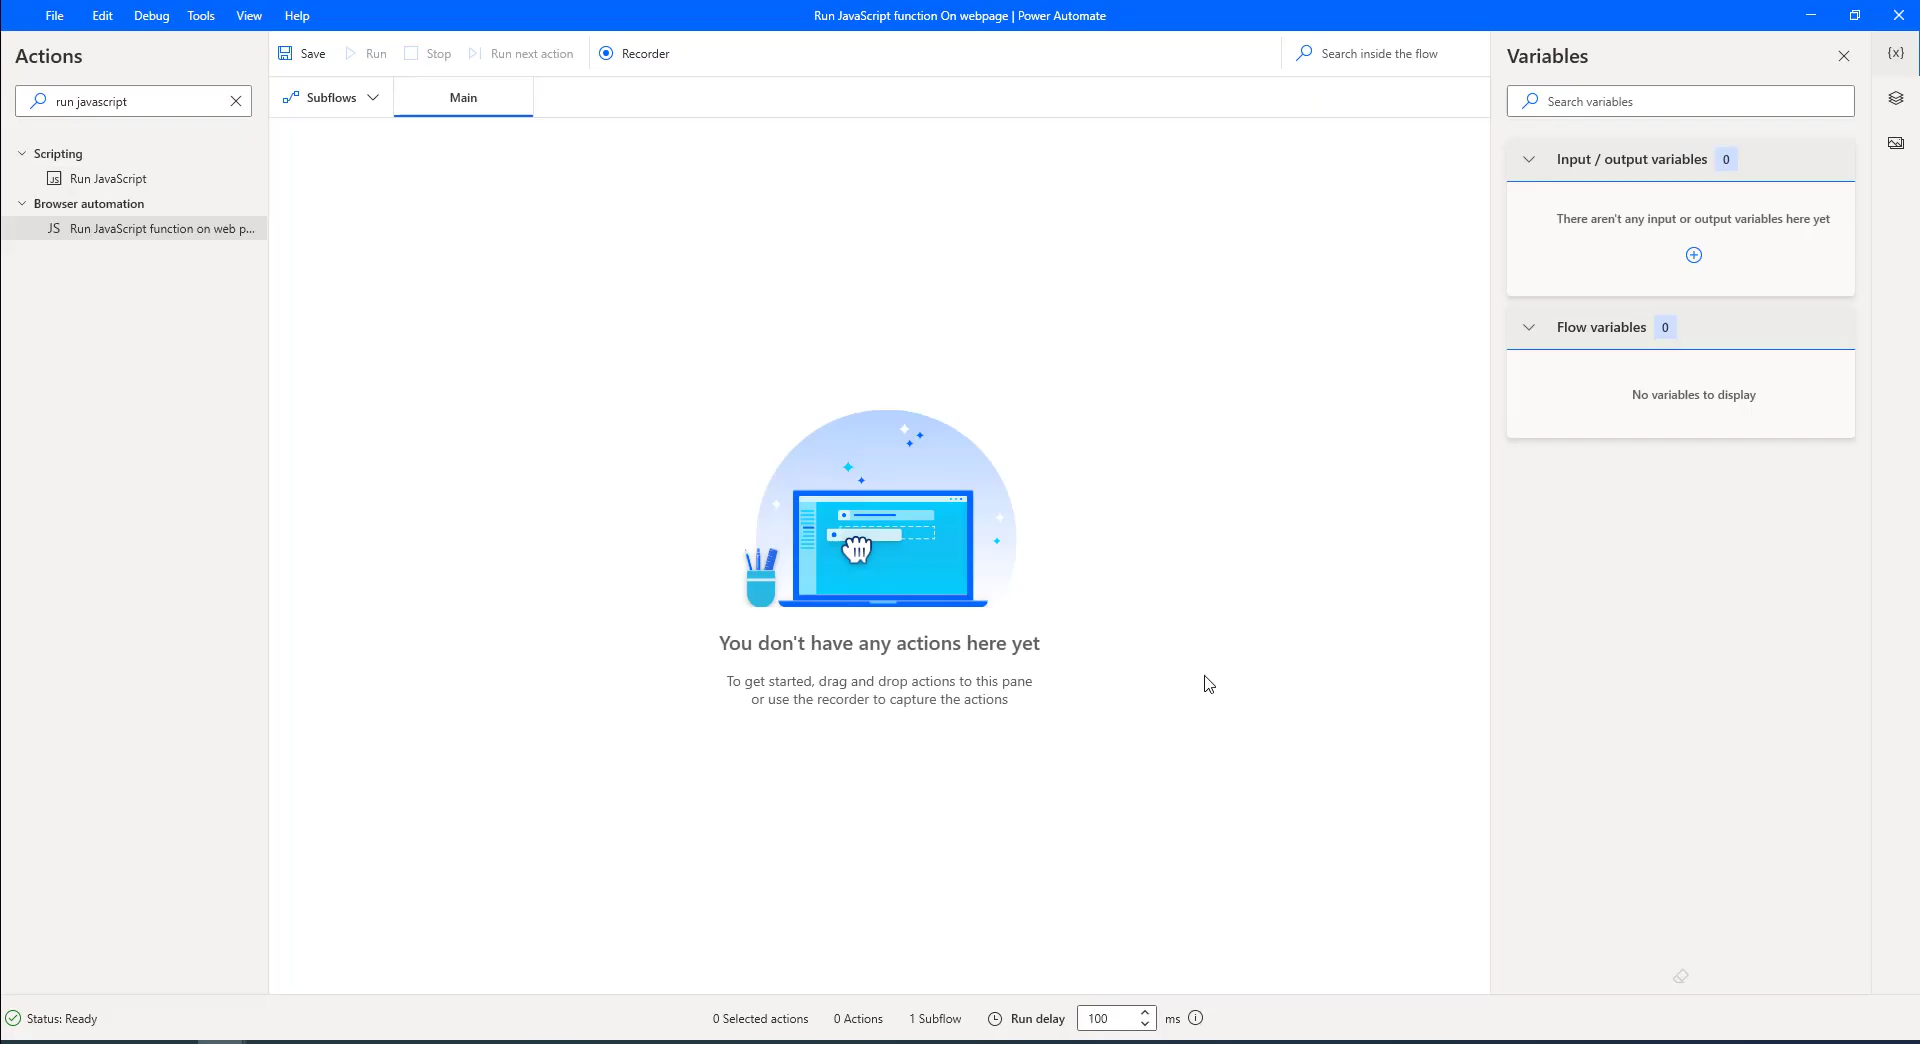 File Edit Debug Tools View Help
Run JavaScript function On webpage | Power Automate
Actions
run javascript
Scripting
JS Run JavaScript
Browser automation
JS Run JavaScript function on web p...
Save Run Stop Run next action Recorder
Search inside the flow
Subflows Main
You don't have any actions here yet
To get started, drag and drop actions to this pane
or use the recorder to capture the actions
Variables
{x}
Search variables
Input / output variables 0
There aren't any input or output variables here yet
Flow variables 0
No variables to display
Status: Ready
0 Selected actions 0 Actions 1 Subflow Run delay 100 ms